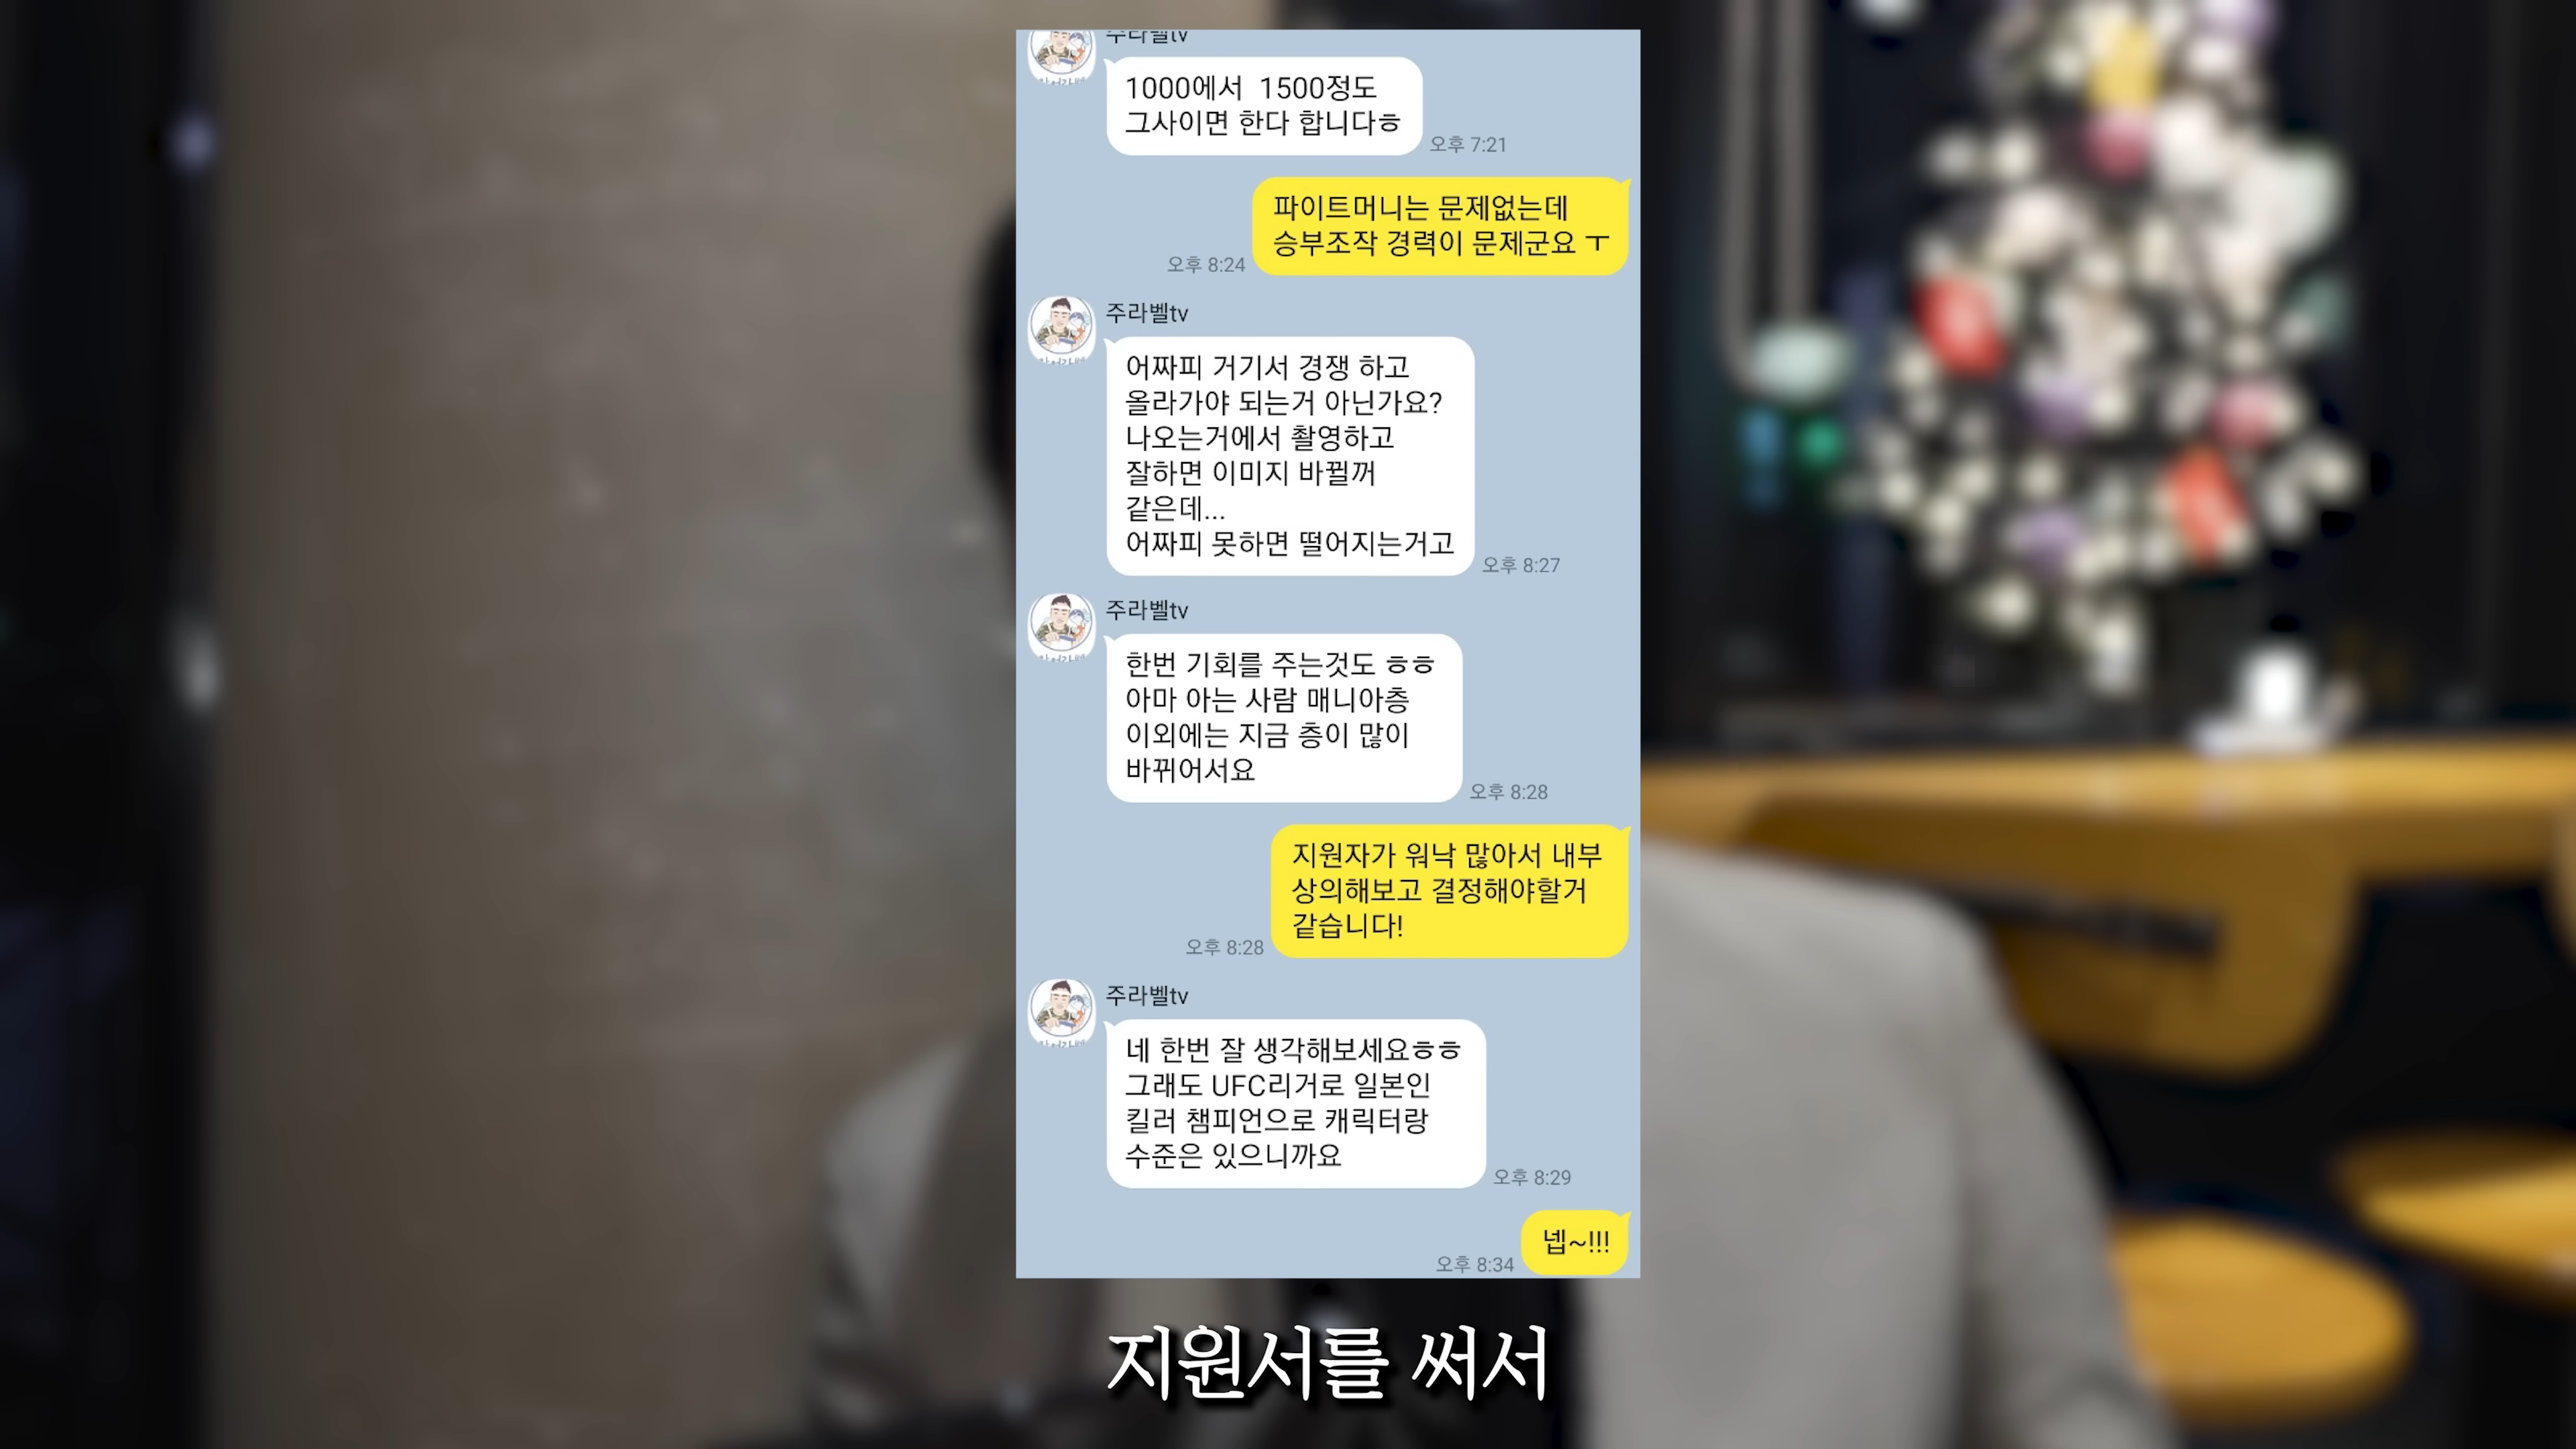 주라벨tv
1000에서 1500정도
그사이면 한다 합니다ㅎ
오후 7:21
파이트머니는 문제없는데
승부조작 경력이 문제군요 ㅜ
오후 8:24
주라벨tv
어짜피 거기서 경쟁 하고
올라가야 되는거 아닌가요?
나오는거에서 촬영하고
잘하면 이미지 바뀔꺼
같은데...
어짜피 못하면 떨어지는거고
오후 8:27
주라벨tv
한번 기회를 주는것도 ㅎㅎ
아마 아는 사람 매니아층
이외에는 지금 층이 많이
바뀌어서요
오후 8:28
지원자가 워낙 많아서 내부
상의해보고 결정해야할거
같습니다!
오후 8:28
주라벨tv
네 한번 잘 생각해보세요ㅎㅎ
그래도 UFC리거로 일본인
킬러 챔피언으로 캐릭터랑
수준은 있으니까요
오후 8:29
넵~!!!
오후 8:34
지원서를 써서